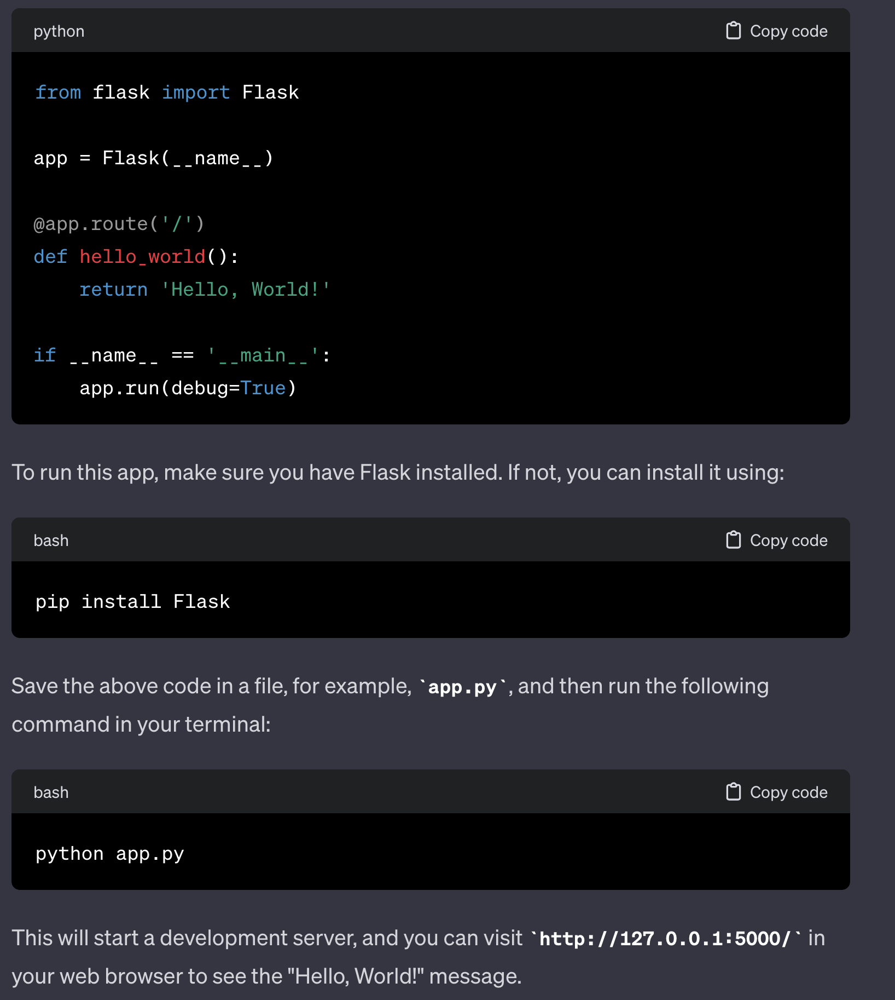 python Copy code
from flask import Flask
app = Flask(__name__)
@app.route('/')
def hello_world():
    return 'Hello, World!'
if __name__ == '__main__':
    app.run(debug=True)
To run this app, make sure you have Flask installed. If not, you can install it using:
bash Copy code
pip install Flask
Save the above code in a file, for example, `app.py`, and then run the following
command in your terminal:
bash Copy code
python app.py
This will start a development server, and you can visit `http://127.0.0.1:5000/` in
your web browser to see the "Hello, World!" message.